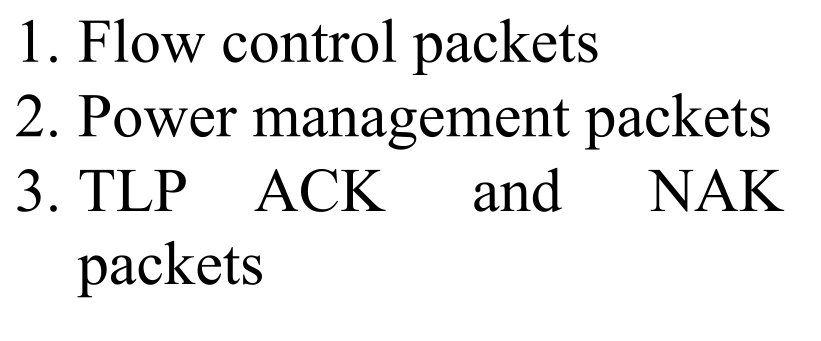 1. Flow control packets
2. Power management packets
3. TLP ACK and NAK
packets